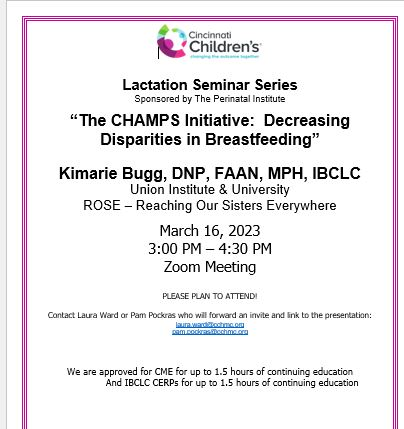 Cincinnati
Children's
changing the outcome together
Lactation Seminar Series
Sponsored by The Perinatal Institute
“The CHAMPS Initiative: Decreasing
Disparities in Breastfeeding”
Kimarie Bugg, DNP, FAAN, MPH, IBCLC
Union Institute & University
ROSE – Reaching Our Sisters Everywhere
March 16, 2023
3:00 PM – 4:30 PM
Zoom Meeting
PLEASE PLAN TO ATTEND!
Contact Laura Ward or Pam Pockras who will forward an invite and link to the presentation:
laura.ward@cchmc.org
pam.pockras@cchmc.org
We are approved for CME for up to 1.5 hours of continuing education
And IBCLC CERPs for up to 1.5 hours of continuing education